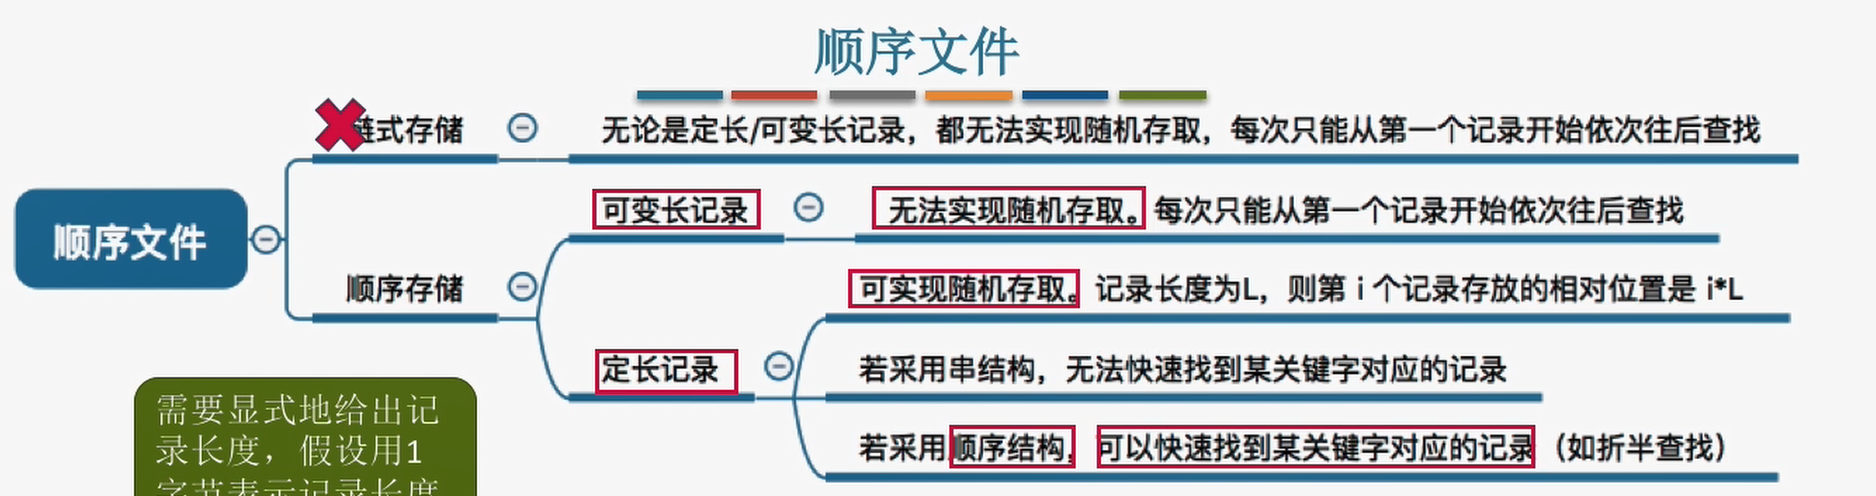 顺序文件
链式存储
无论是定长/可变长记录，都无法实现随机存取，每次只能从第一个记录开始依次往后查找
顺序文件
可变长记录
无法实现随机存取。每次只能从第一个记录开始依次往后查找
顺序存储
可实现随机存取。记录长度为L，则第 i 个记录存放的相对位置是 i*L
定长记录
若采用串结构，无法快速找到某关键字对应的记录
若采用顺序结构，可以快速找到某关键字对应的记录（如折半查找）
需要显式地给出记
录长度，假设用1
字节表示记录长度